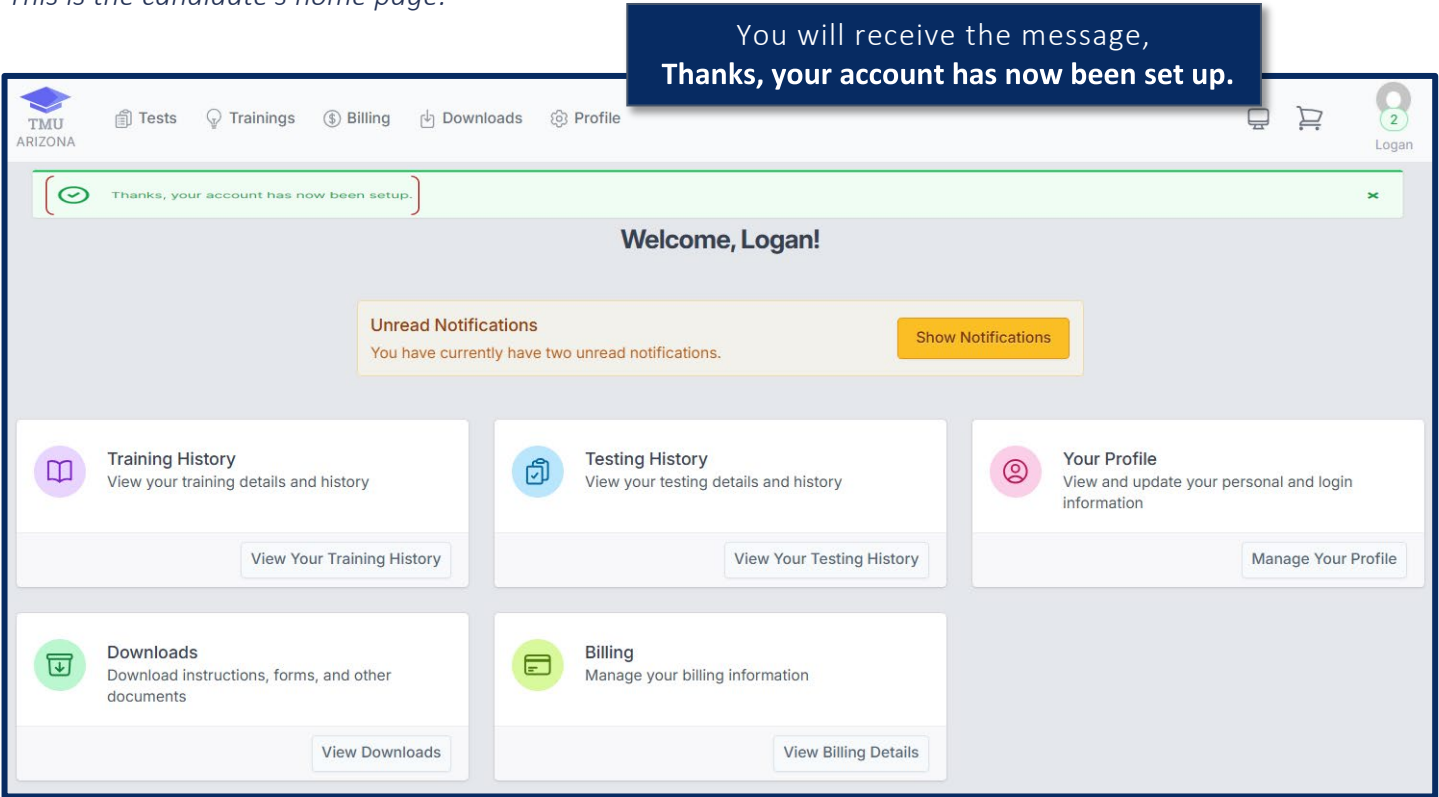 This is the candidate's home page.
You will receive the message,
Thanks, your account has now been set up.
TMU
ARIZONA
Tests
Trainings
Billing
Downloads
Profile
2
Logan
Thanks, your account has now been setup.
Welcome, Logan!
Unread Notifications
You have currently have two unread notifications.
Show Notifications
Training History
View your training details and history
View Your Training History
Testing History
View your testing details and history
View Your Testing History
Your Profile
View and update your personal and login
information
Manage Your Profile
Downloads
Download instructions, forms, and other
documents
View Downloads
Billing
Manage your billing information
View Billing Details